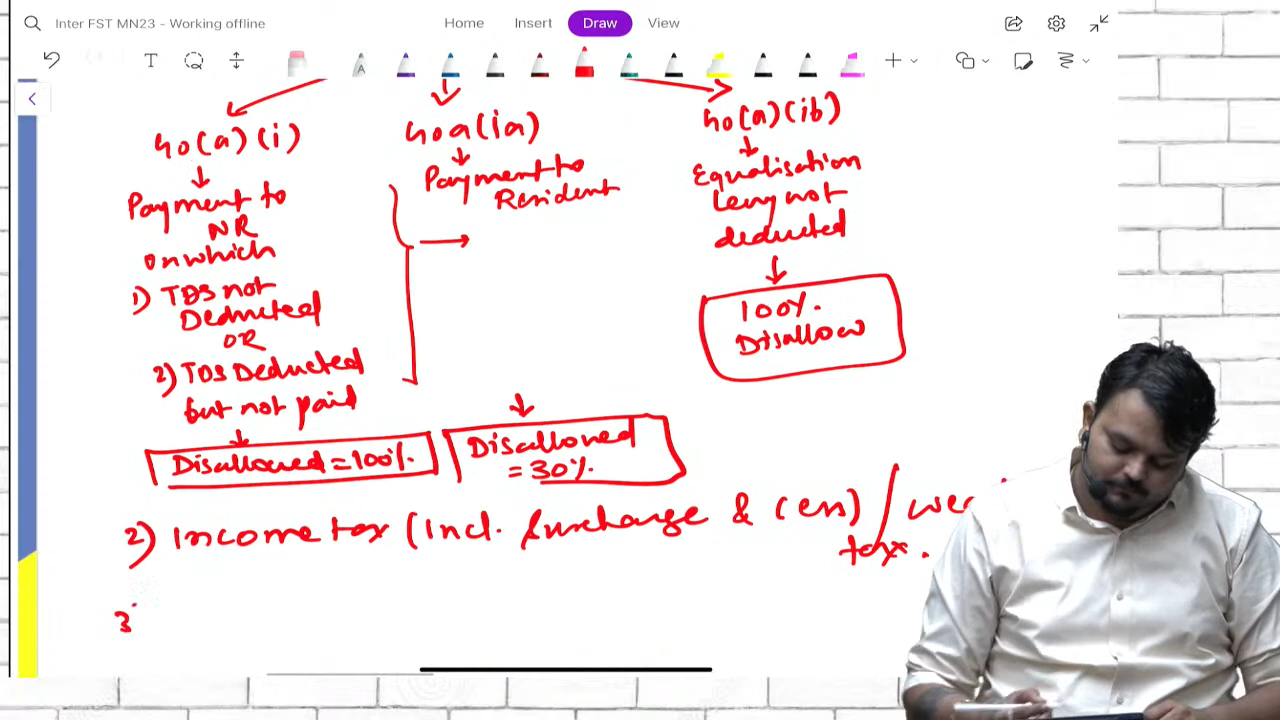 Inter FST MN23 - Working offline
Home Insert Draw View
40(a)(i)
Payment to
NR
on which
1) TDS not
Deducted
OR
2) TDS Deducted
but not paid
Disallowed = 100%.
40a(ia)
Payment to
Resident
Disallowed
= 30%.
40(a)(ib)
Equalisation
Levy not
deducted
100%.
Disallow
2) Income tax (Incl. Surcharge & Cess) /
tax.
3